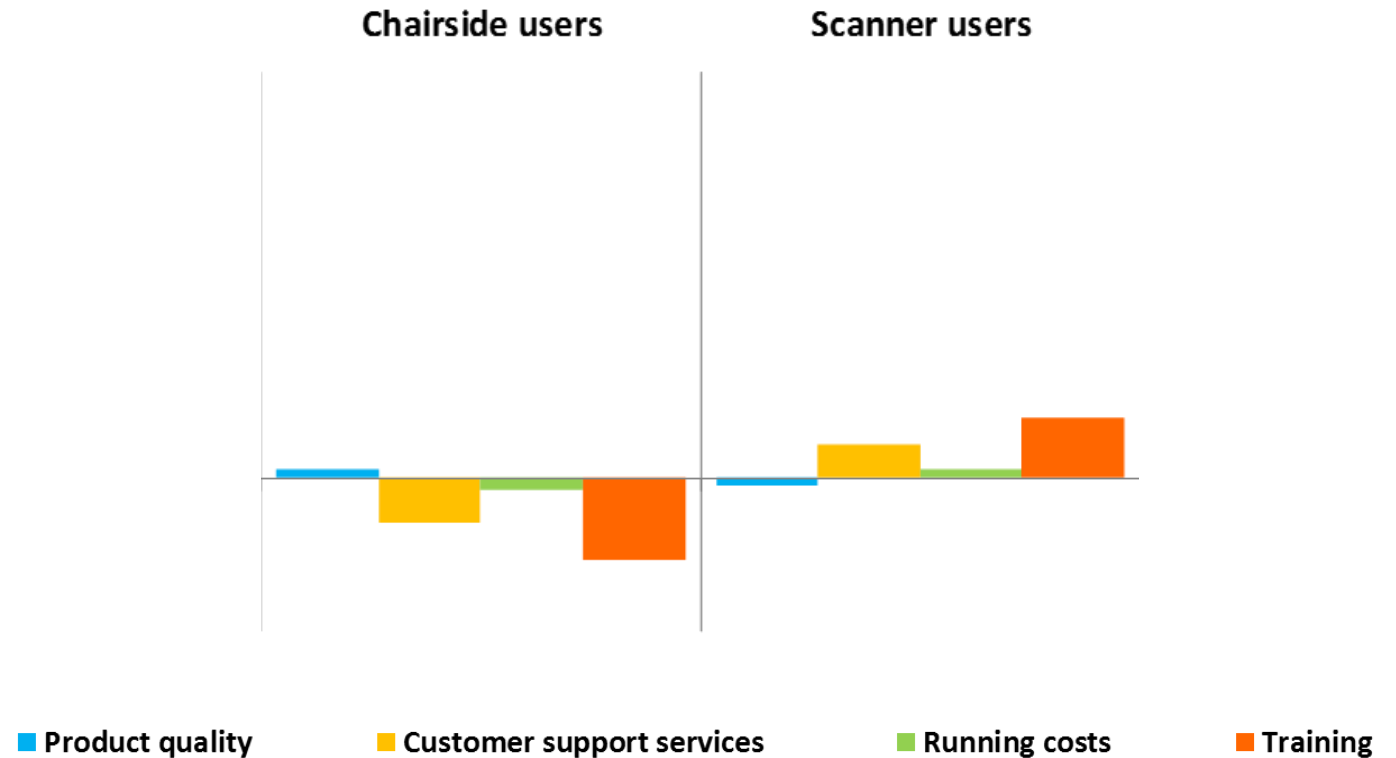 Chairside users Scanner users
Product quality Customer support services Running costs Training